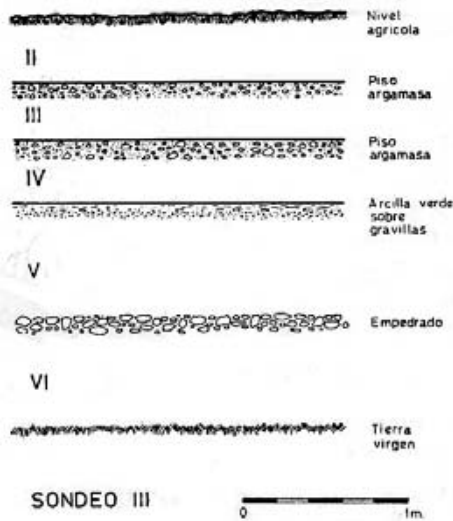 Nivel
agrícola
II
Piso
argamasa
III
Piso
argamasa
IV
Arcilla verde
sobre
gravillas
V
Empedrado
VI
Tierra
virgen
SONDEO III
0 1m.